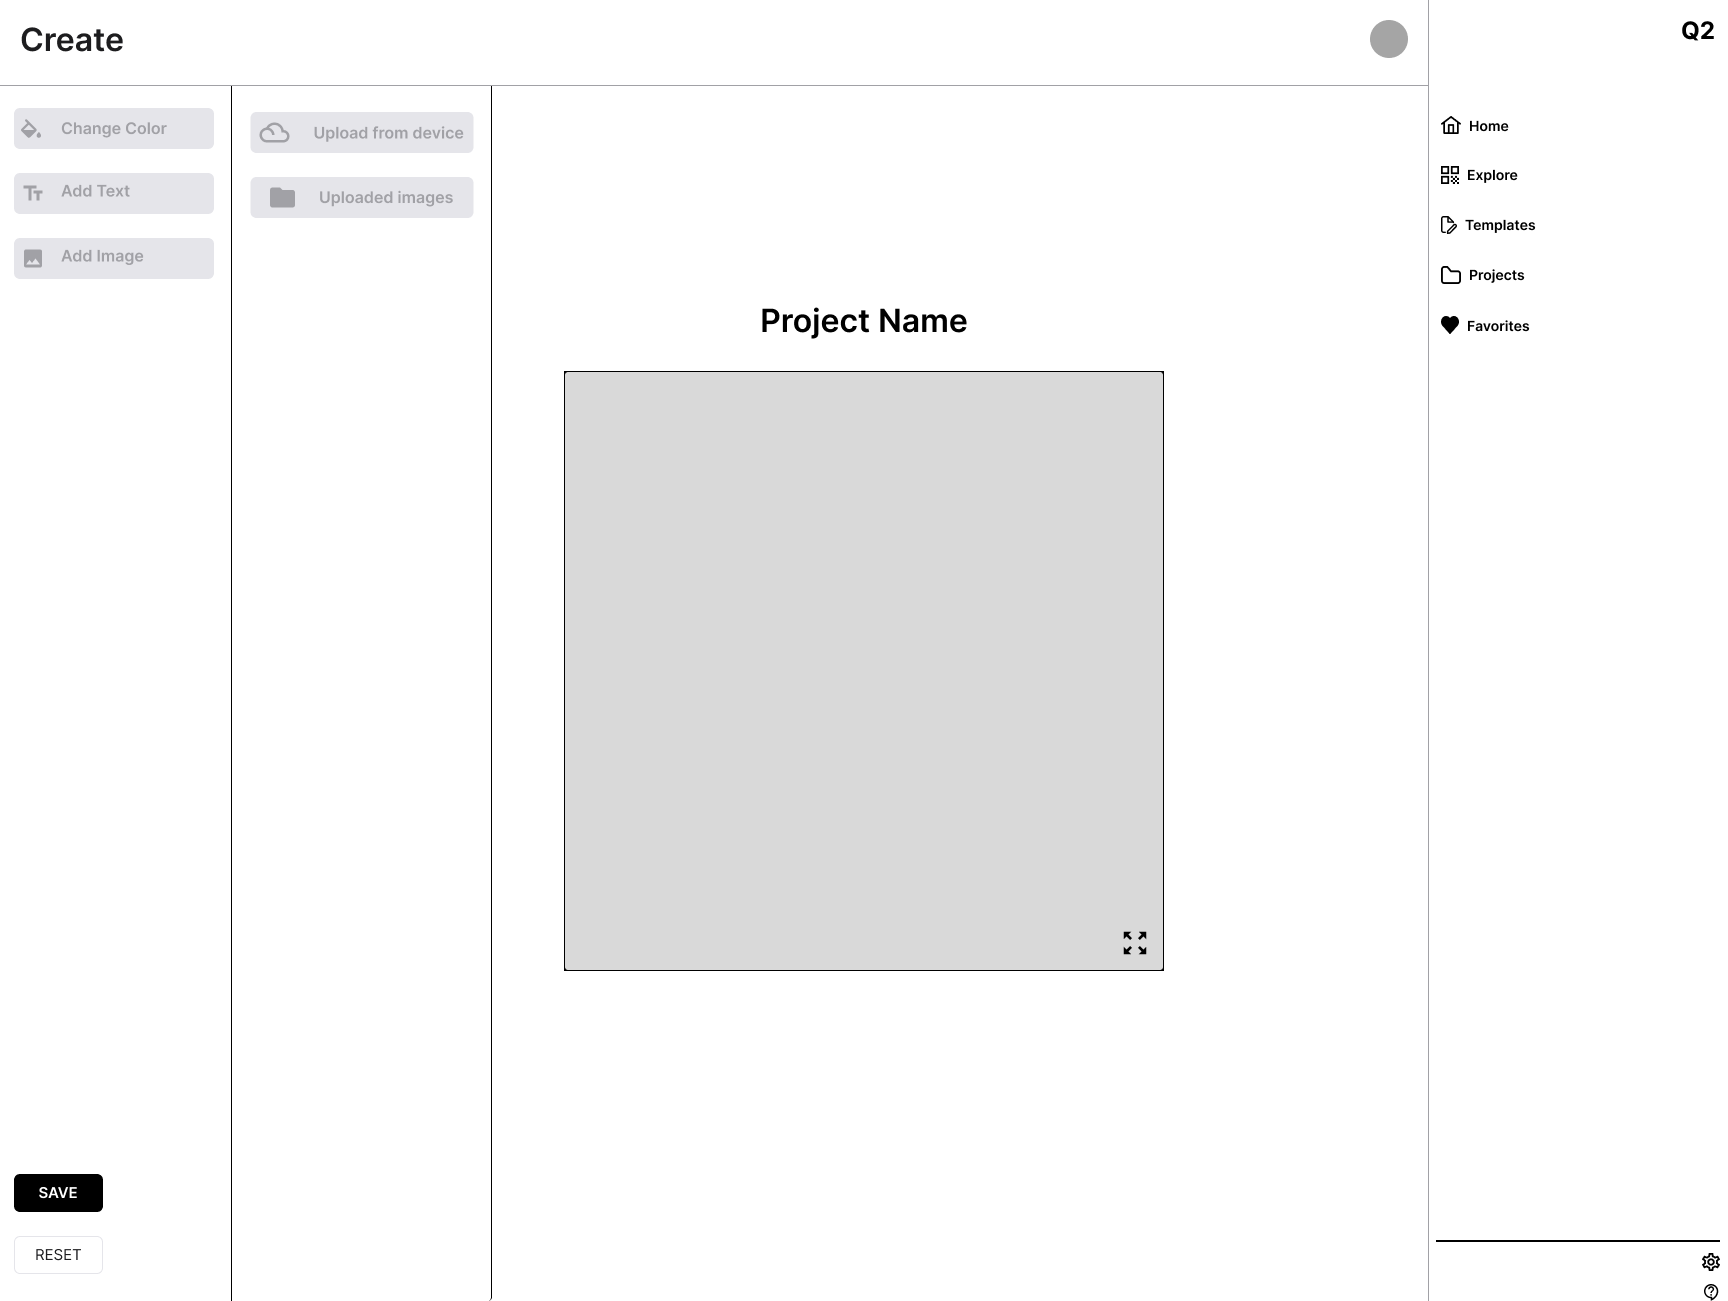 Create
Q2
Change Color
Add Text
Add Image
Upload from device
Uploaded images
Project Name
Home
Explore
Templates
Projects
Favorites
SAVE
RESET